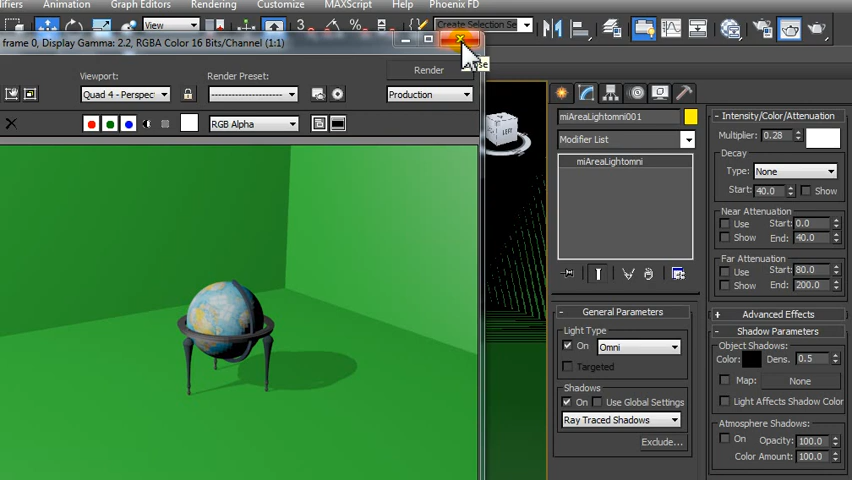 ifiers Animation Graph Editors Rendering Customize MAXScript Help Phoenix FD
View
Create Selection Se
frame 0, Display Gamma: 2.2, RGBA Color 16 Bits/Channel (1:1)
Viewport:
Render Preset:
Render
Quad 4 - Perspec
Production
RGB Alpha
LEFT
miAreaLightomni001
Modifier List
miAreaLightomni
- General Parameters
Light Type
On Omni
Targeted
Shadows
On Use Global Settings
Ray Traced Shadows
Exclude...
- Intensity/Color/Attenuation
Multiplier: 0.28
Decay
Type: None
Start: 40.0 Show
Near Attenuation
Use Start: 0.0
Show End: 40.0
Far Attenuation
Use Start: 80.0
Show End: 200.0
+ Advanced Effects
- Shadow Parameters
Object Shadows:
Color: Dens. 0.5
Map: None
Light Affects Shadow Color
Atmosphere Shadows:
On Opacity: 100.0
Color Amount: 100.0